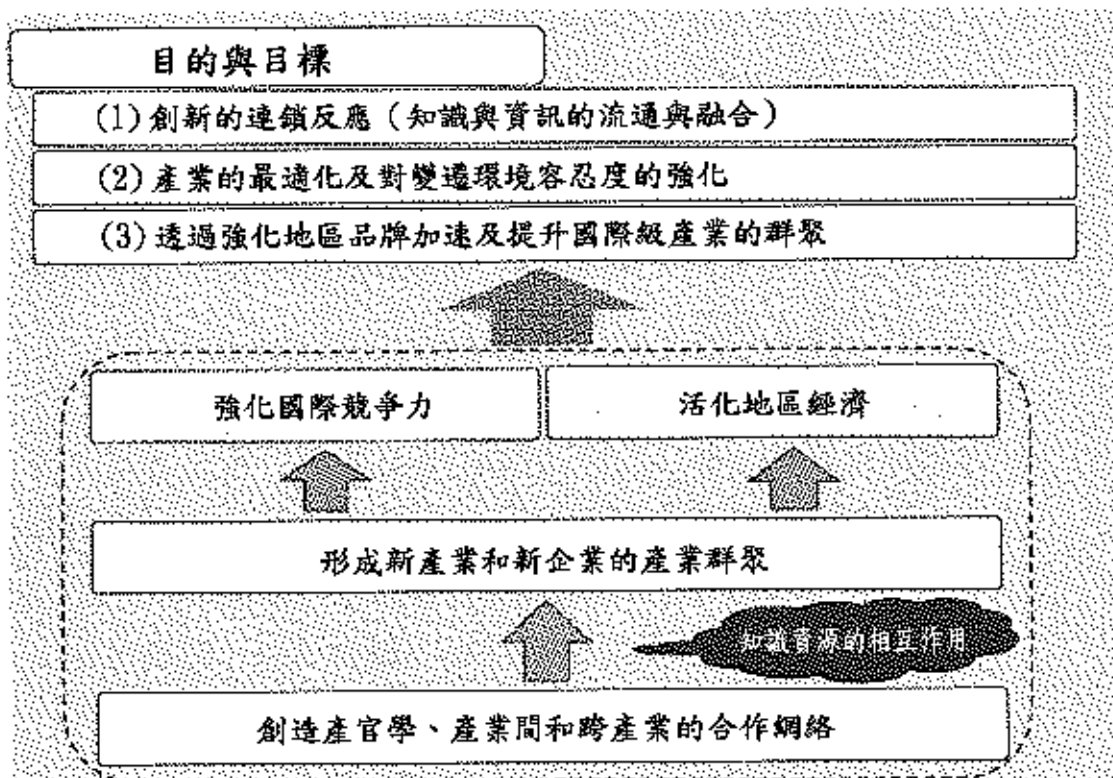 目的與目標
(1)創新的連鎖反應（知識與資訊的流通與融合）
(2)產業的最適化及對變遷環境容忍度的強化
(3)透過強化地區品牌加速及提升國際級產業的群聚
強化國際競爭力
活化地區經濟
形成新產業和新企業的產業群聚
知識資源的相互作用
創造產官學、產業間和跨產業的合作網絡